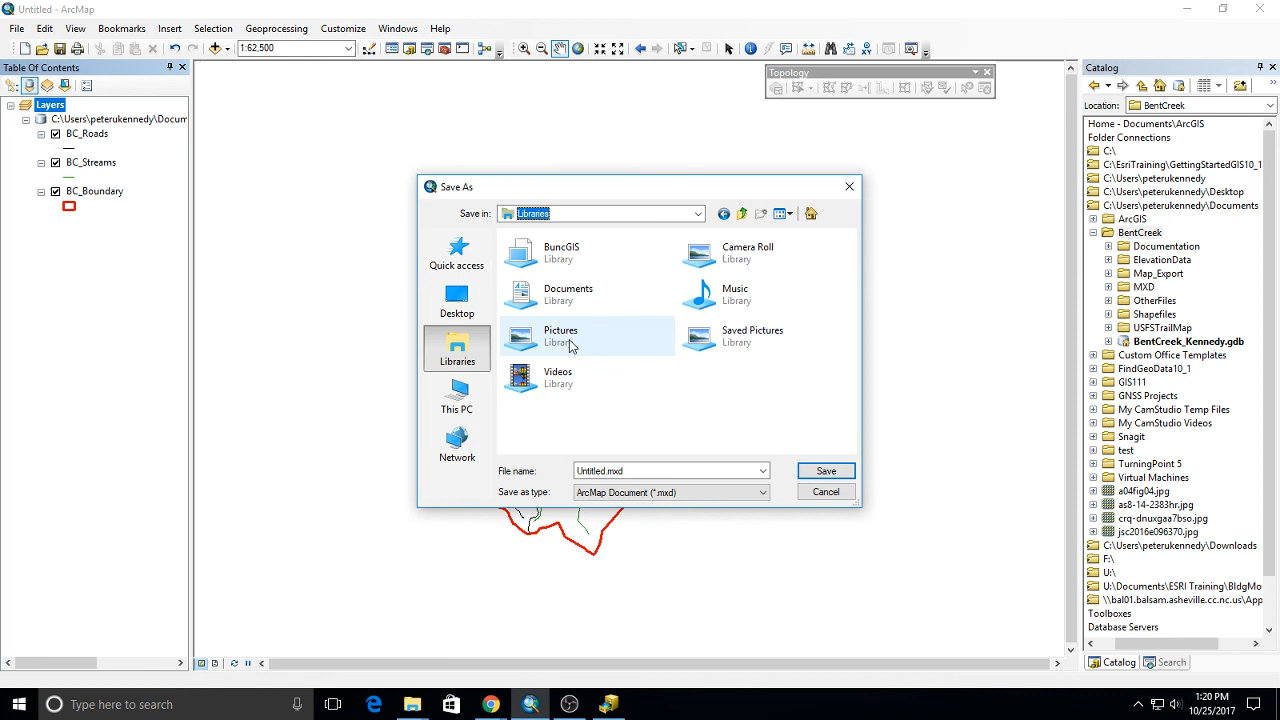 Untitled - ArcMap
File Edit View Bookmarks Insert Selection Geoprocessing Customize Windows Help
1:62,500
Table Of Contents
Layers
C:\Users\peterukennedy\Docum
BC_Roads
BC_Streams
BC_Boundary
Topology
Save As
Save in: Libraries
Quick access
Desktop
Libraries
This PC
Network
BuncGIS
Library
Camera Roll
Library
Documents
Library
Music
Library
Pictures
Library
Saved Pictures
Library
Videos
Library
File name: Untitled.mxd
Save
Save as type: ArcMap Document (*.mxd)
Cancel
Catalog
Location: BentCreek
Home - Documents\ArcGIS
Folder Connections
C:\
C:\EsriTraining\GettingStartedGIS10_1
C:\Users\peterukennedy
C:\Users\peterukennedy\Desktop
C:\Users\peterukennedy\Documents
ArcGIS
BentCreek
Documentation
ElevationData
Map_Export
MXD
OtherFiles
Shapefiles
USFSTrailMap
BentCreek_Kennedy.gdb
Custom Office Templates
FindGeoData10_1
GIS111
GNSS Projects
My CamStudio Temp Files
My CamStudio Videos
Snagit
test
TurningPoint 5
Virtual Machines
a04fig04.jpg
as8-14-2383hr.jpg
crq-dnuxgaa7bso.jpg
jsc2016e096370.jpg
C:\Users\peterukennedy\Downloads
F:\
U:\
U:\Documents\ESRI Training\BldgMo
\\bal01.balsam.asheville.cc.nc.us\App
Toolboxes
Database Servers
Catalog Search
Type here to search
1:20 PM
10/25/2017